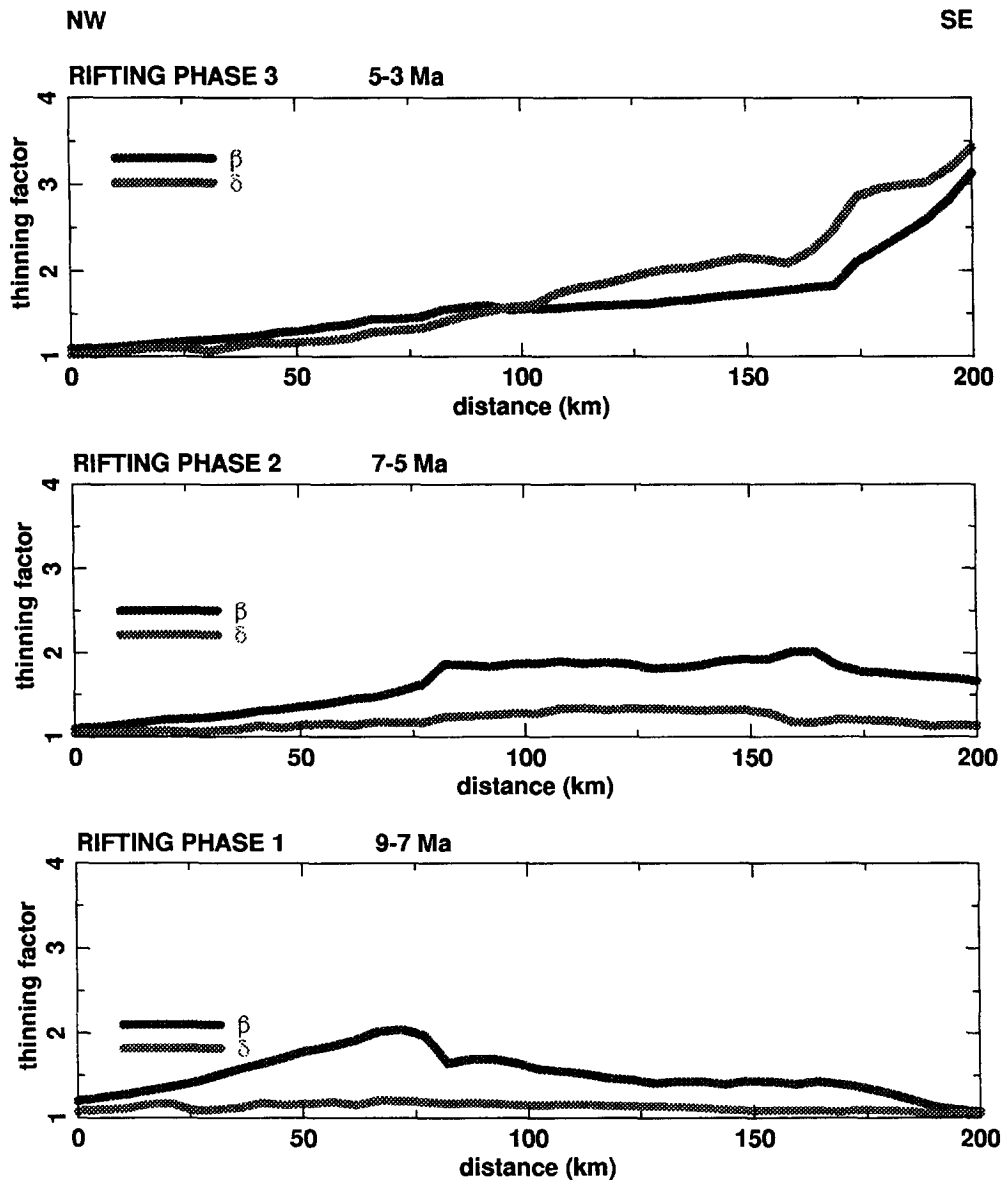 NW SE
RIFTING PHASE 3 5-3 Ma
4
3
2
1
thinning factor
β
δ
0 50 100 150 200
distance (km)
RIFTING PHASE 2 7-5 Ma
4
3
2
1
thinning factor
β
δ
0 50 100 150 200
distance (km)
RIFTING PHASE 1 9-7 Ma
4
3
2
1
thinning factor
β
δ
0 50 100 150 200
distance (km)